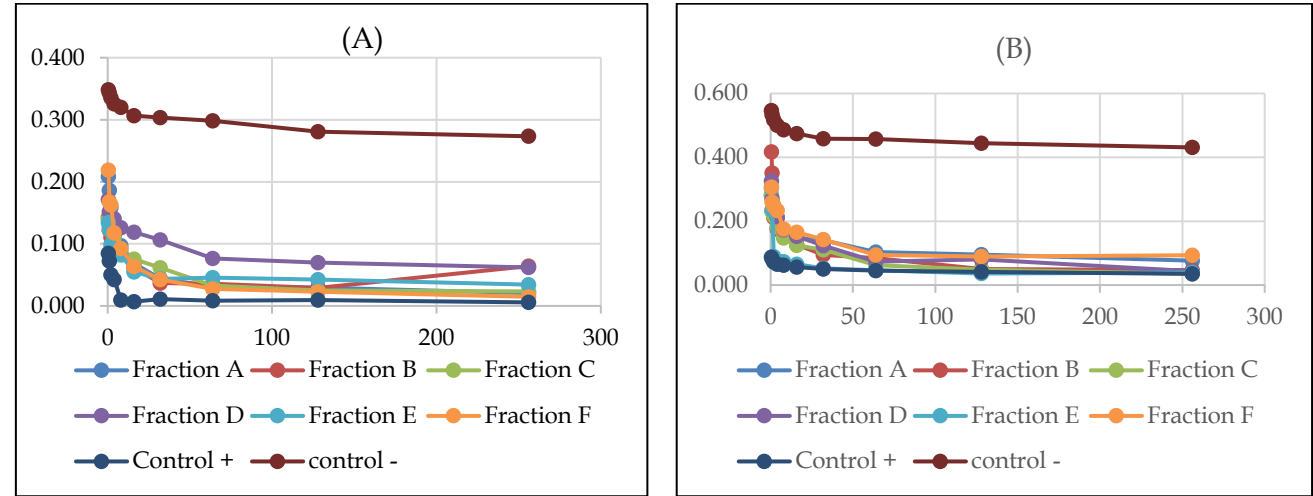 (A)
0.400
0.300
0.200
0.100
0.000
0 100 200 300
Fraction A Fraction B Fraction C
Fraction D Fraction E Fraction F
Control + control -
(B)
0.600
0.400
0.200
0.000
0 50 100 150 200 250 300
Fraction A Fraction B Fraction C
Fraction D Fraction E Fraction F
Control + control -